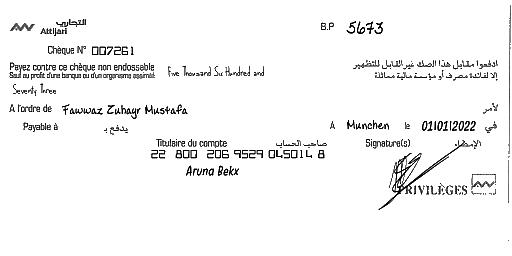 التجاري
Attijari
B.P 5673
Chèque N° 007261
Payez contre ce chèque non endossable
Sauf au profit d'une banque ou d'un organisme assimilé
Five Thousand Six Hundred and
ادفعوا مقابل هذا الصك غير القابل للتظهير
إلا لفائدة مصرف أو مؤسسة مالية مماثلة
Seventy Three
A l'ordre de Fawwaz Zuhayr Mustafa لأمر
Payable à يدفع بـ A Munchen le 01/01/2022 في
Titulaire du compte صاحب الحساب Signature(s) الإمضاء
22 800 206 9529 045014 8
Aruna Bekx
PRIVILÈGES